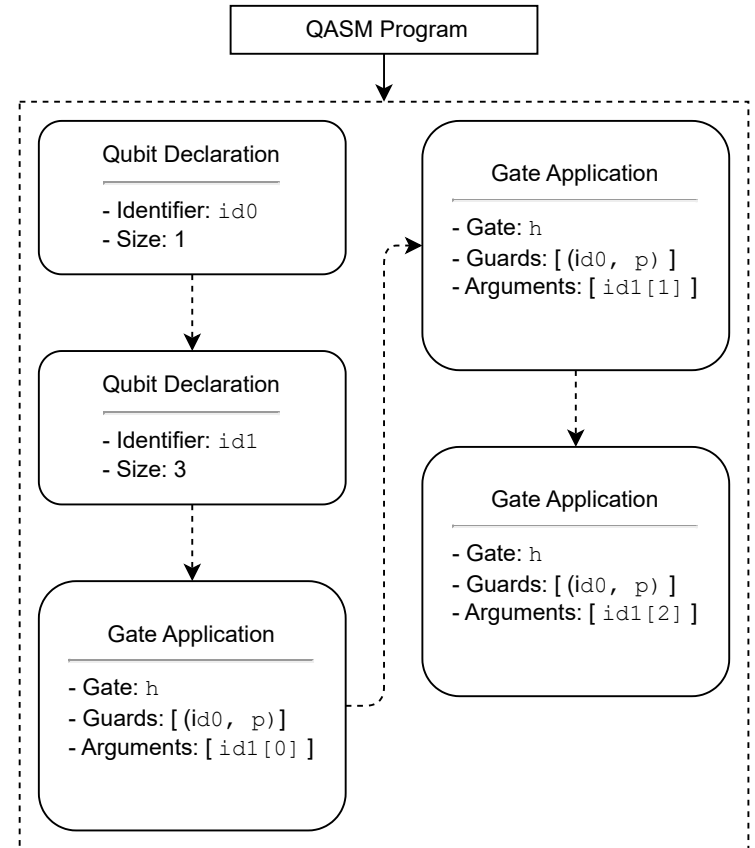 QASM Program
Qubit Declaration
- Identifier: id0
- Size: 1
Qubit Declaration
- Identifier: id1
- Size: 3
Gate Application
- Gate: h
- Guards: [ (id0, p)]
- Arguments: [ id1[0] ]
Gate Application
- Gate: h
- Guards: [ (id0, p) ]
- Arguments: [ id1[1] ]
Gate Application
- Gate: h
- Guards: [ (id0, p) ]
- Arguments: [ id1[2] ]